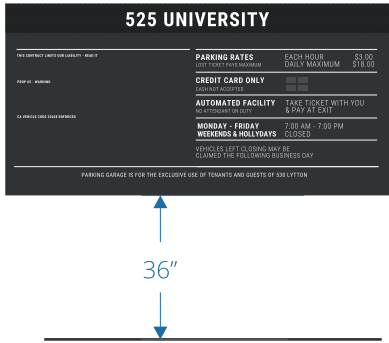 525 UNIVERSITY
THIS CONTRACT LIMITS OUR LIABILITY - READ IT
PROP 65 - WARNING
CA VEHICLE CODE 22658 ENFORCED
PARKING RATES
LOST TICKET PAYS MAXIMUM
EACH HOUR $3.00
DAILY MAXIMUM $18.00
CREDIT CARD ONLY
CASH NOT ACCEPTED
AUTOMATED FACILITY
NO ATTENDANT ON DUTY
TAKE TICKET WITH YOU
& PAY AT EXIT
MONDAY - FRIDAY 7:00 AM - 7:00 PM
WEEKENDS & HOLLYDAYS CLOSED
VEHICLES LEFT CLOSING MAY BE
CLAIMED THE FOLLOWING BUSINESS DAY
PARKING GARAGE IS FOR THE EXCLUSIVE USE OF TENANTS AND GUESTS OF 530 LYTTON
36”